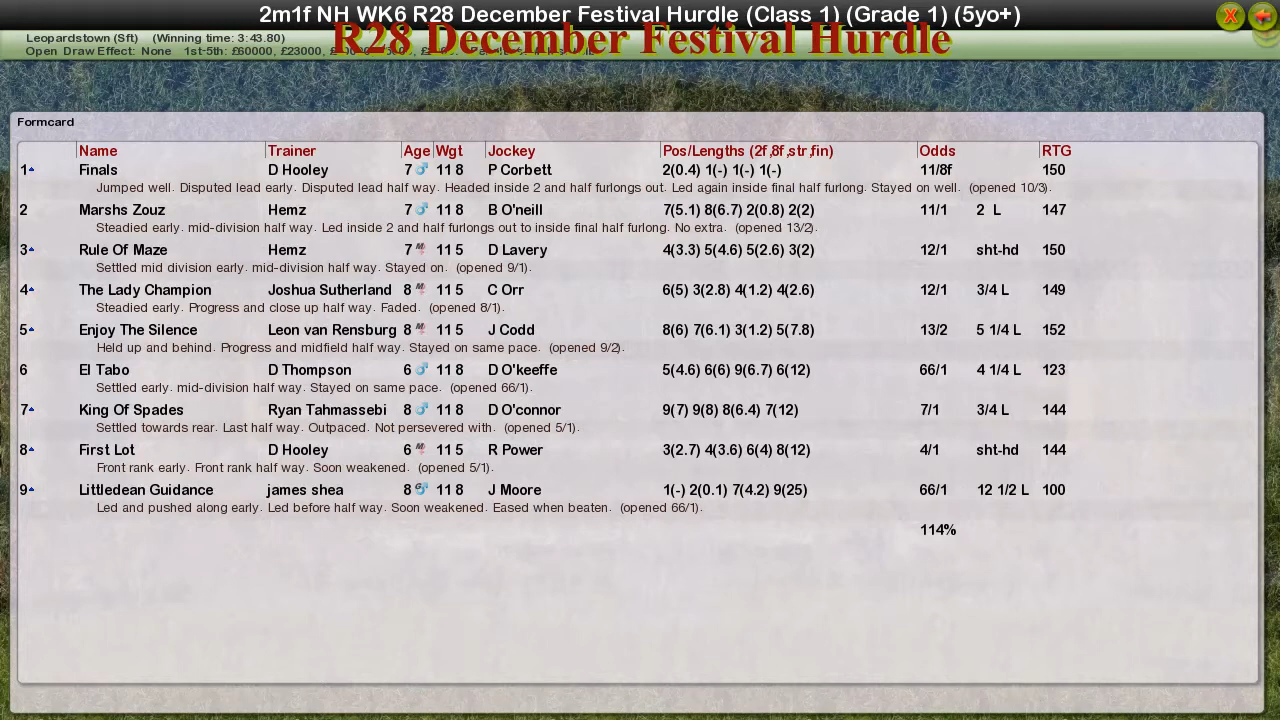 2m1f NH WK6 R28 December Festival Hurdle (Class 1) (Grade 1) (5yo+)
R28 December Festival Hurdle
Leopardstown (Sft) (Winning time: 3:43.80)
Open Draw Effect: None 1st-5th: £60000, £23000,
Formcard
Name Trainer Age Wgt Jockey Pos/Lengths (2f,8f,str,fin) Odds RTG
1 Finals D Hooley 7 11 8 P Corbett 2(0.4) 1(-) 1(-) 1(-) 11/8f 150
Jumped well. Disputed lead early. Disputed lead half way. Headed inside 2 and half furlongs out. Led again inside final half furlong. Stayed on well. (opened 10/3).
2 Marshs Zouz Hemz 7 11 8 B O'neill 7(5.1) 8(6.7) 2(0.8) 2(2) 11/1 2 L 147
Steadied early. mid-division half way. Led inside 2 and half furlongs out to inside final half furlong. No extra. (opened 13/2).
3 Rule Of Maze Hemz 7 11 5 D Lavery 4(3.3) 5(4.6) 5(2.6) 3(2) 12/1 sht-hd 150
Settled mid division early. mid-division half way. Stayed on. (opened 9/1).
4 The Lady Champion Joshua Sutherland 8 11 5 C Orr 6(5) 3(2.8) 4(1.2) 4(2.6) 12/1 3/4 L 149
Steadied early. Progress and close up half way. Faded. (opened 8/1).
5 Enjoy The Silence Leon van Rensburg 8 11 5 J Codd 8(6) 7(6.1) 3(1.2) 5(7.8) 13/2 5 1/4 L 152
Held up and behind. Progress and midfield half way. Stayed on same pace. (opened 9/2).
6 El Tabo D Thompson 6 11 8 D O'keeffe 5(4.6) 6(6) 9(6.7) 6(12) 66/1 4 1/4 L 123
Settled early. mid-division half way. Stayed on same pace. (opened 66/1).
7 King Of Spades Ryan Tahmassebi 8 11 8 D O'connor 9(7) 9(8) 8(6.4) 7(12) 7/1 3/4 L 144
Settled towards rear. Last half way. Outpaced. Not persevered with. (opened 5/1).
8 First Lot D Hooley 6 11 5 R Power 3(2.7) 4(3.6) 6(4) 8(12) 4/1 sht-hd 144
Front rank early. Front rank half way. Soon weakened. (opened 5/1).
9 Littledean Guidance james shea 8 11 8 J Moore 1(-) 2(0.1) 7(4.2) 9(25) 66/1 12 1/2 L 100
Led and pushed along early. Led before half way. Soon weakened. Eased when beaten. (opened 66/1).
114%